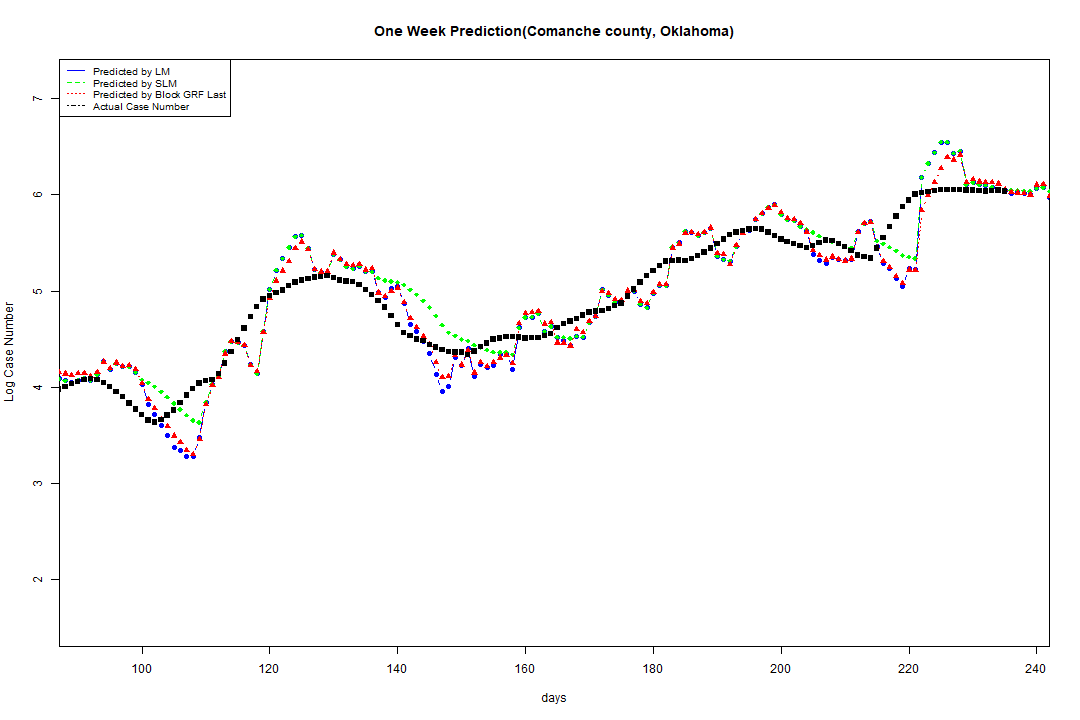 One Week Prediction(Comanche county, Oklahoma)
Predicted by LM
Predicted by SLM
Predicted by Block GRF Last
Actual Case Number
7
6
5
4
3
2
Log Case Number
100 120 140 160 180 200 220 240
days